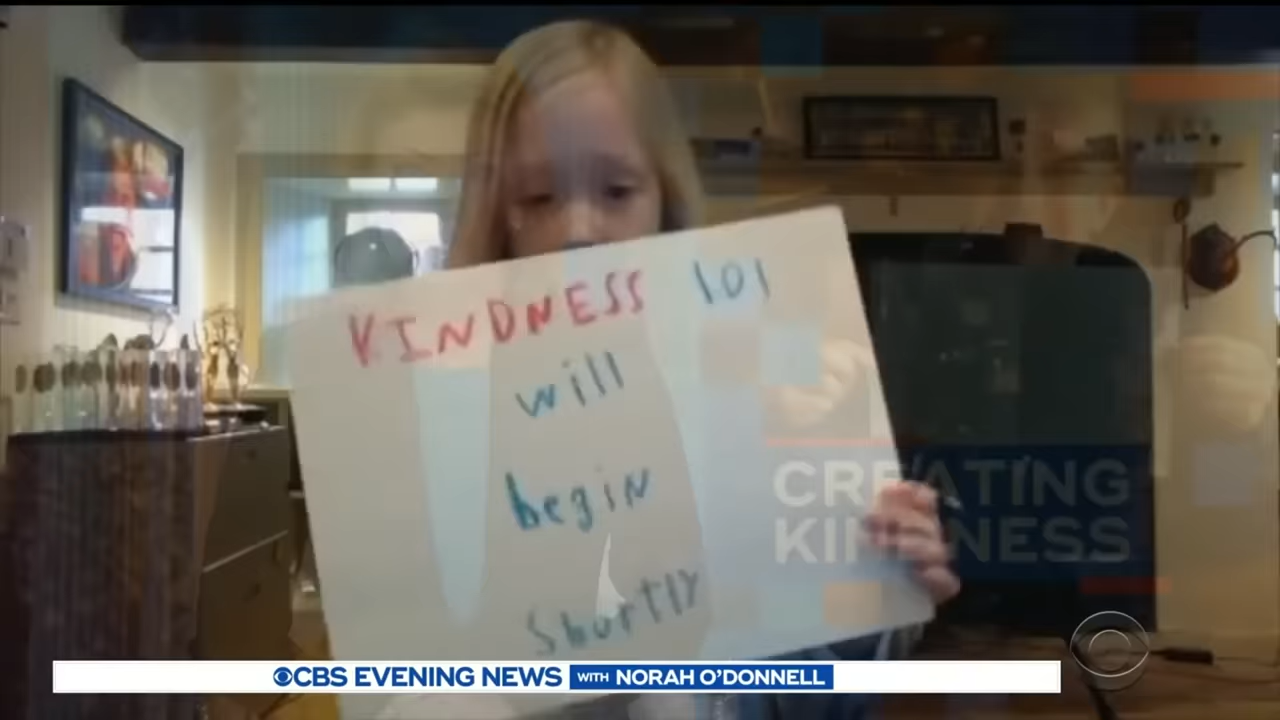 KINDNESS 101
will
begin
shortly
CREATING
KINDNESS
CBS EVENING NEWS WITH NORAH O'DONNELL